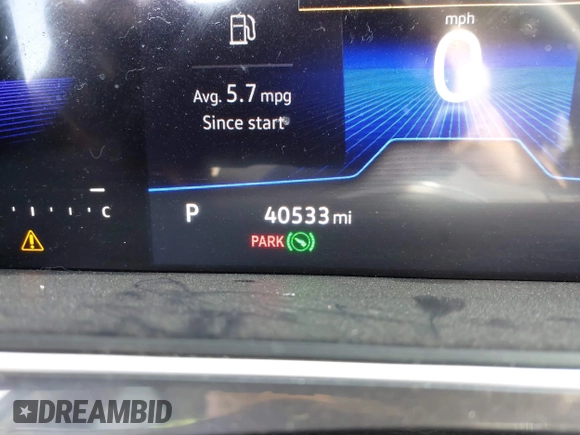 mph
0
Avg. 5.7 mpg
Since start
C
P
40533 mi
PARK
DREAMBID